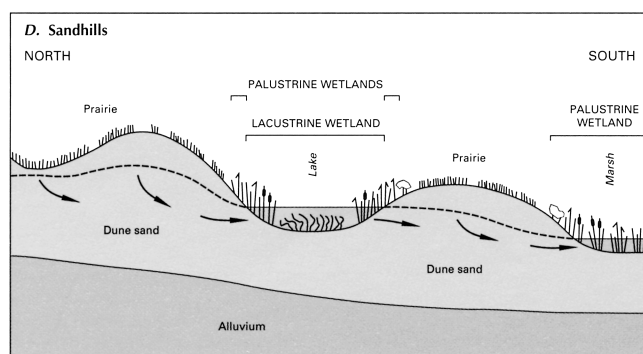 D. Sandhills
NORTH
SOUTH
PALUSTRINE WETLANDS
Prairie
LACUSTRINE WETLAND
PALUSTRINE
WETLAND
Lake
Prairie
Marsh
Dune sand
Dune sand
Alluvium